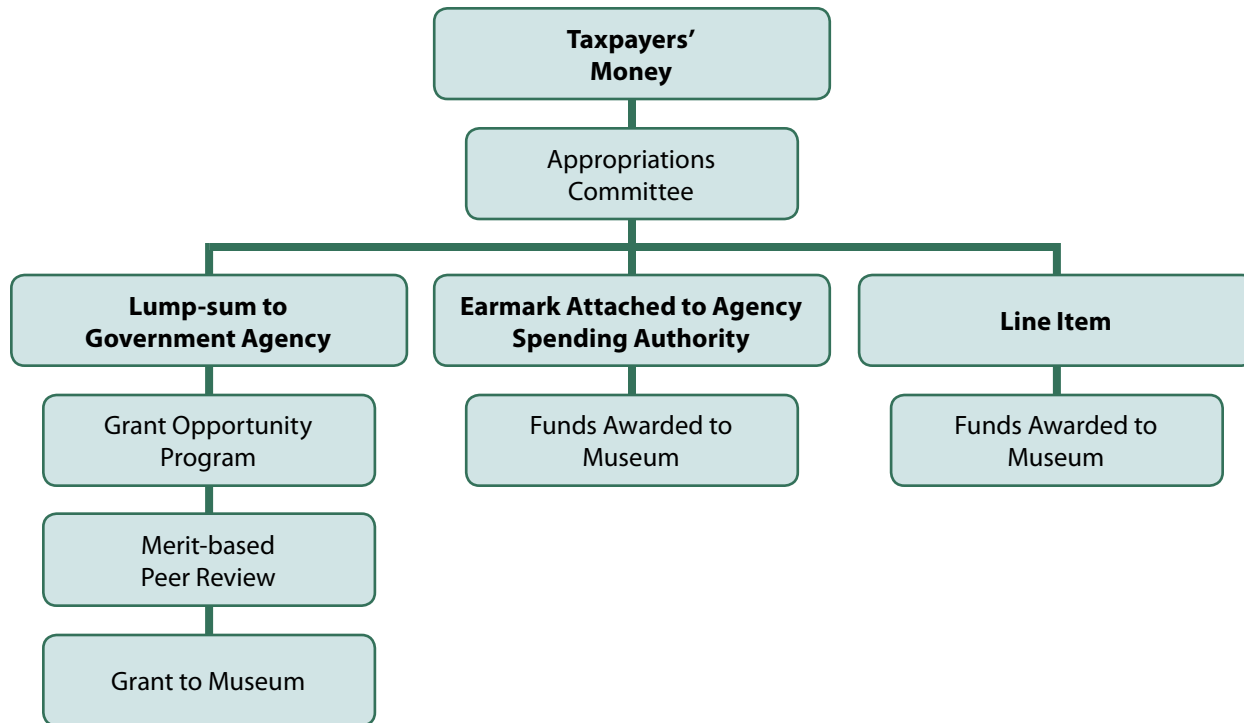 Taxpayers’
Money
Appropriations
Committee
Lump-sum to
Government Agency
Earmark Attached to Agency
Spending Authority
Line Item
Grant Opportunity
Program
Funds Awarded to
Museum
Funds Awarded to
Museum
Merit-based
Peer Review
Grant to Museum